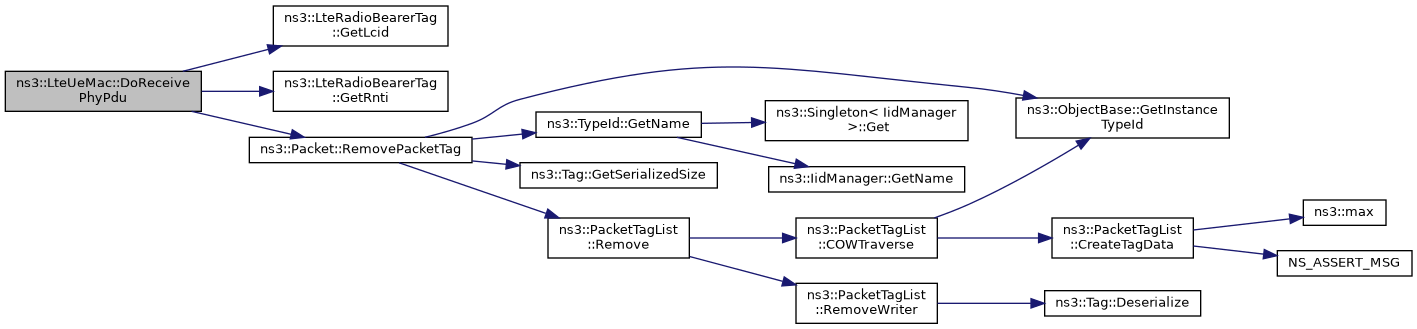 ns3::LteUeMac::DoReceive
PhyPdu
ns3::LteRadioBearerTag
::GetLcid
ns3::LteRadioBearerTag
::GetRnti
ns3::Packet::RemovePacketTag
ns3::TypeId::GetName
ns3::Tag::GetSerializedSize
ns3::PacketTagList
::Remove
ns3::Singleton< IidManager
>::Get
ns3::IidManager::GetName
ns3::PacketTagList
::COWTraverse
ns3::PacketTagList
::RemoveWriter
ns3::ObjectBase::GetInstance
TypeId
ns3::PacketTagList
::CreateTagData
ns3::Tag::Deserialize
ns3::max
NS_ASSERT_MSG